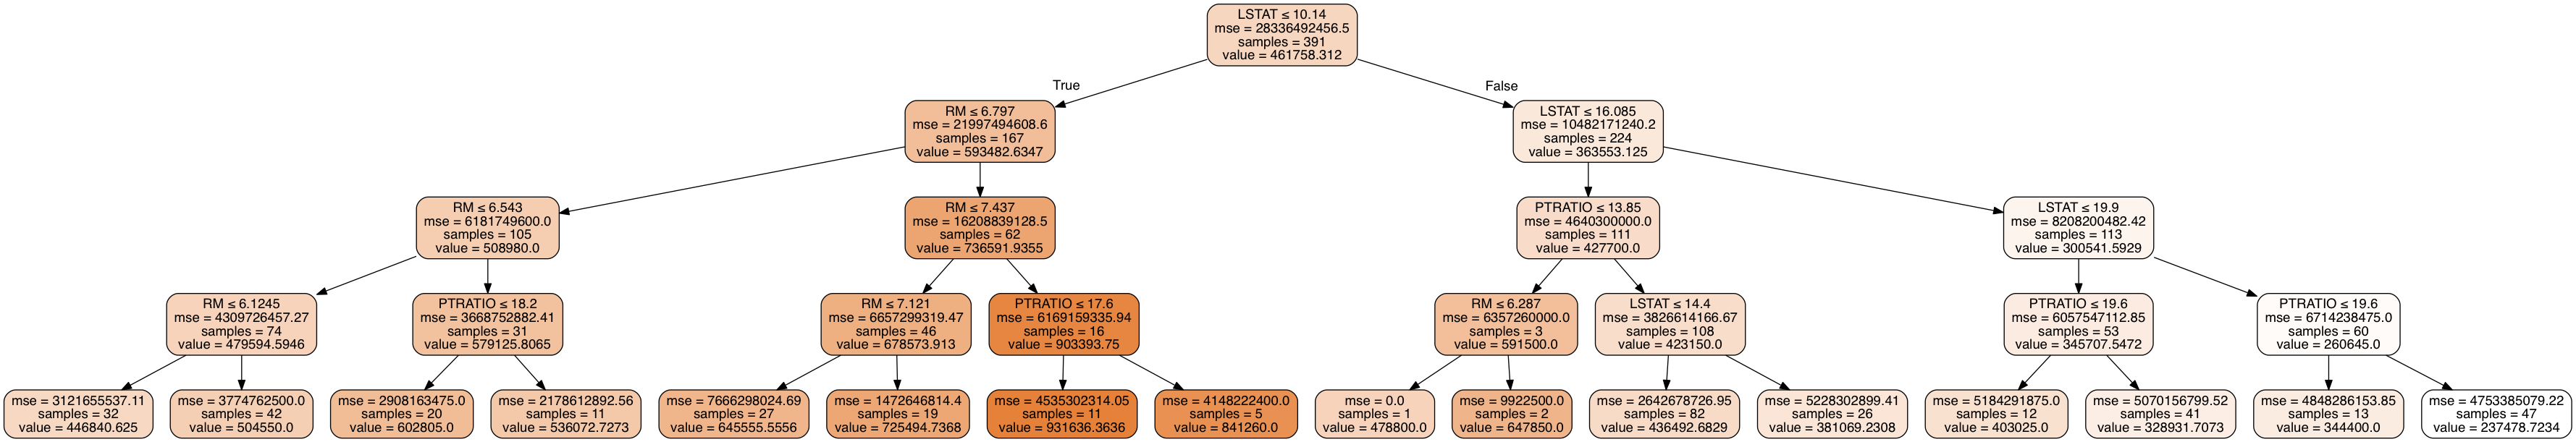 LSTAT ≤ 10.14
mse = 28336492456.5
samples = 391
value = 461758.312
True
False
RM ≤ 6.797
mse = 21997494608.6
samples = 167
value = 593482.6347
LSTAT ≤ 16.085
mse = 10482171240.2
samples = 224
value = 363553.125
RM ≤ 6.543
mse = 6181749600.0
samples = 105
value = 508980.0
RM ≤ 7.437
mse = 16208839128.5
samples = 62
value = 736591.9355
PTRATIO ≤ 13.85
mse = 4640300000.0
samples = 111
value = 427700.0
LSTAT ≤ 19.9
mse = 8208200482.42
samples = 113
value = 300541.5929
RM ≤ 6.1245
mse = 4309726457.27
samples = 74
value = 479594.5946
PTRATIO ≤ 18.2
mse = 3668752882.41
samples = 31
value = 579125.8065
RM ≤ 7.121
mse = 6657299319.47
samples = 46
value = 678573.913
PTRATIO ≤ 17.6
mse = 6169159335.94
samples = 16
value = 903393.75
RM ≤ 6.287
mse = 6357260000.0
samples = 3
value = 591500.0
LSTAT ≤ 14.4
mse = 3826614166.67
samples = 108
value = 423150.0
PTRATIO ≤ 19.6
mse = 6057547112.85
samples = 53
value = 345707.5472
PTRATIO ≤ 19.6
mse = 6714238475.0
samples = 60
value = 260645.0
mse = 3121655537.11
samples = 32
value = 446840.625
mse = 3774762500.0
samples = 42
value = 504550.0
mse = 2908163475.0
samples = 20
value = 602805.0
mse = 2178612892.56
samples = 11
value = 536072.7273
mse = 7666298024.69
samples = 27
value = 645555.5556
mse = 1472646814.4
samples = 19
value = 725494.7368
mse = 4535302314.05
samples = 11
value = 931636.3636
mse = 4148222400.0
samples = 5
value = 841260.0
mse = 0.0
samples = 1
value = 478800.0
mse = 9922500.0
samples = 2
value = 647850.0
mse = 2642678726.95
samples = 82
value = 436492.6829
mse = 5228302899.41
samples = 26
value = 381069.2308
mse = 5184291875.0
samples = 12
value = 403025.0
mse = 5070156799.52
samples = 41
value = 328931.7073
mse = 4848286153.85
samples = 13
value = 344400.0
mse = 4753385079.22
samples = 47
value = 237478.7234